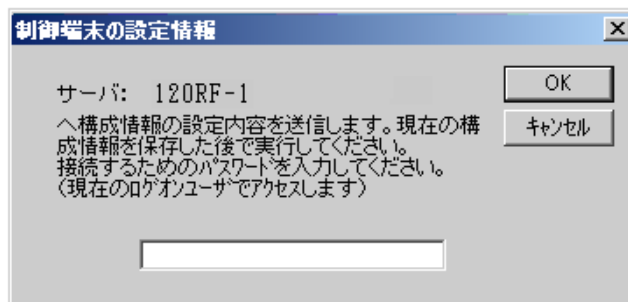 制御端末の設定情報
サーバ: 120RF-1
OK
へ構成情報の設定内容を送信します。現在の構
キャンセル
成情報を保存した後で実行してください。
接続するためのパスワードを入力してください。
(現在のログオンユーザでアクセスします)